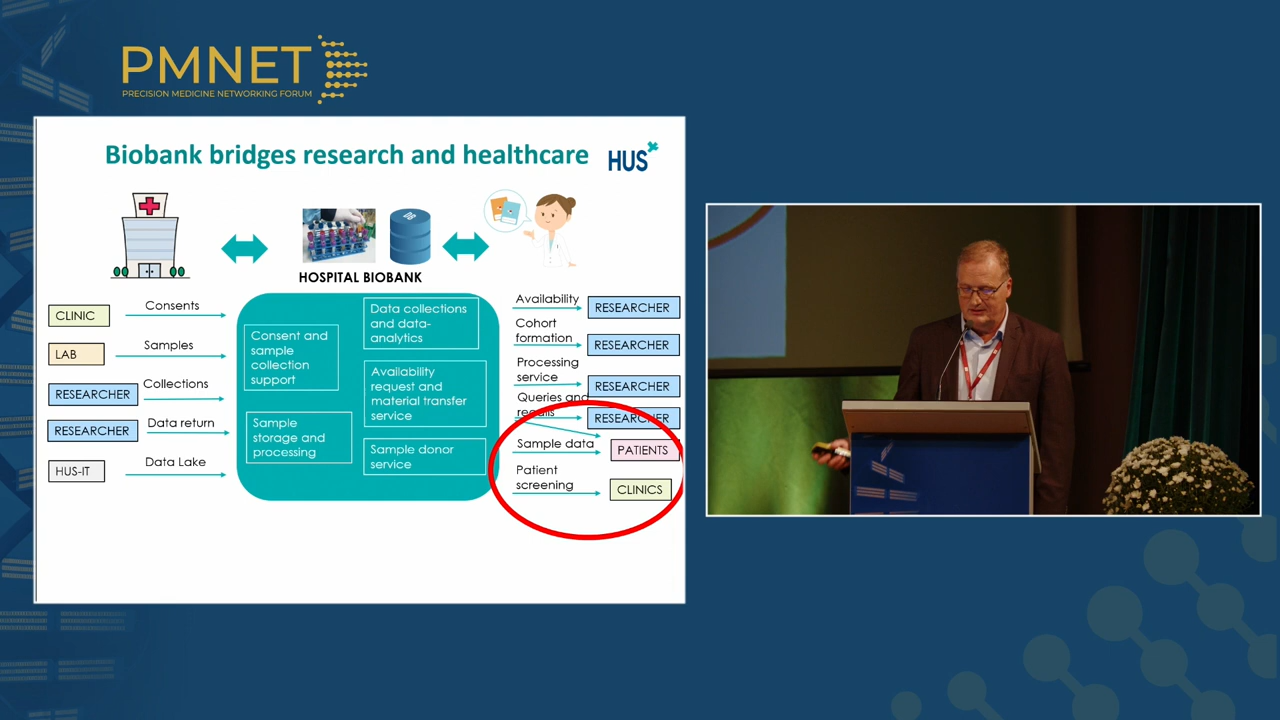 PMNET
PRECISION MEDICINE NETWORKING FORUM
Biobank bridges research and healthcare
HUS
HOSPITAL BIOBANK
CLINIC
Consents
LAB
Samples
RESEARCHER
Collections
RESEARCHER
Data return
HUS-IT
Data Lake
Consent and
sample
collection
support
Sample
storage and
processing
Data collections
and data-
analytics
Availability
request and
material transfer
service
Sample donor
service
Availability
RESEARCHER
Cohort
formation
RESEARCHER
Processing
service
RESEARCHER
Queries and
recalls
RESEARCHER
Sample data
PATIENTS
Patient
screening
CLINICS